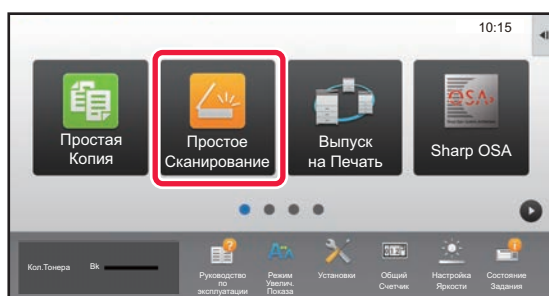 10:15
Простая
Копия
Простое
Сканирование
Выпуск
на Печать
OSA
Sharp OSA
Кол.Тонера Bk
Руководство
по
эксплуатации
Режим
Увелич.
Показа
Установки
Общий
Счетчик
Настройка
Яркости
Состояние
Задания